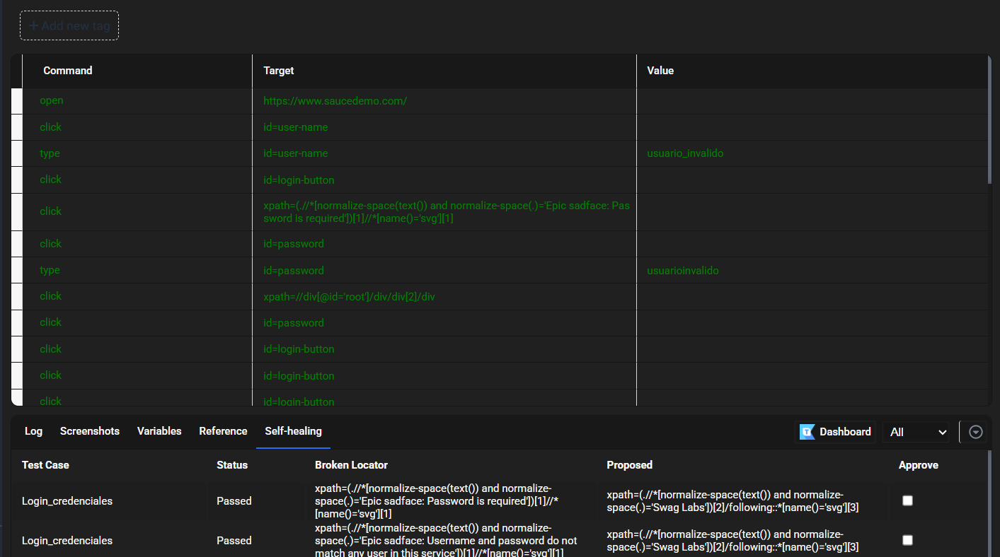 + Add new tag
Command Target Value
open https://www.saucedemo.com/
click id=user-name
type id=user-name usuario_invalido
click id=login-button
click xpath=(.//*[normalize-space(text()) and normalize-space(.)='Epic sadface: Pas
sword is required'])[1]//*[name()='svg'][1]
click id=password
type id=password usuarioinvalido
click xpath=//div[@id='root']/div/div[2]/div
click id=password
click id=login-button
click id=login-button
click id=login-button
Log Screenshots Variables Reference Self-healing Dashboard All
Test Case Status Broken Locator Proposed Approve
Login_credenciales Passed
xpath=(.//*[normalize-space(text()) and normalize-
space(.)='Epic sadface: Password is required'])[1]//*
[name()='svg'][1]
xpath=(.//*[normalize-space(text()) and normalize-
space(.)='Swag Labs'])[2]/following::*[name()='svg'][3]
Login_credenciales Passed
xpath=(.//*[normalize-space(text()) and normalize-
space(.)='Epic sadface: Username and password do not
match any user in this service'])[1]//*[name()='svg'][1]
xpath=(.//*[normalize-space(text()) and normalize-
space(.)='Swag Labs'])[2]/following::*[name()='svg'][3]